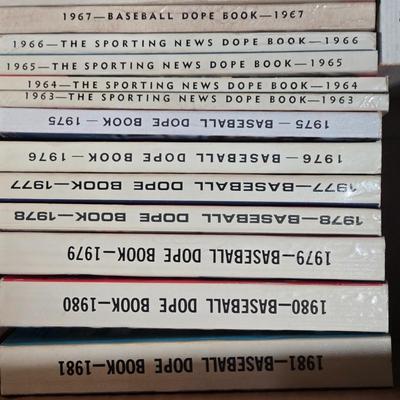 1967—BASEBALL DOPE BOOK—1967
1966—THE SPORTING NEWS DOPE BOOK—1966
1965—THE SPORTING NEWS DOPE BOOK—1965
1964—THE SPORTING NEWS DOPE BOOK—1964
1963—THE SPORTING NEWS DOPE BOOK—1963
1975—BASEBALL DOPE BOOK—1975
1976—BASEBALL DOPE BOOK—1976
1977—BASEBALL DOPE BOOK—1977
1978—BASEBALL DOPE BOOK—1978
1979—BASEBALL DOPE BOOK—1979
1980—BASEBALL DOPE BOOK—1980
1981—BASEBALL DOPE BOOK—1981